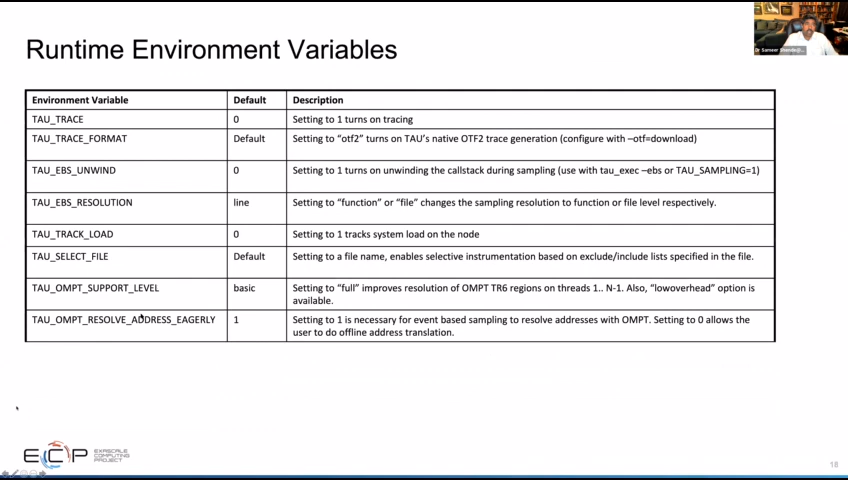 Dr Sameer Shende
Runtime Environment Variables
Environment Variable Default Description
TAU_TRACE 0 Setting to 1 turns on tracing
TAU_TRACE_FORMAT Default Setting to “otf2” turns on TAU’s native OTF2 trace generation (configure with –otf=download)
TAU_EBS_UNWIND 0 Setting to 1 turns on unwinding the callstack during sampling (use with tau_exec –ebs or TAU_SAMPLING=1)
TAU_EBS_RESOLUTION line Setting to “function” or “file” changes the sampling resolution to function or file level respectively.
TAU_TRACK_LOAD 0 Setting to 1 tracks system load on the node
TAU_SELECT_FILE Default Setting to a file name, enables selective instrumentation based on exclude/include lists specified in the file.
TAU_OMPT_SUPPORT_LEVEL basic Setting to “full” improves resolution of OMPT TR6 regions on threads 1.. N-1. Also, “lowoverhead” option is
available.
TAU_OMPT_RESOLVE_ADDRESS_EAGERLY 1 Setting to 1 is necessary for event based sampling to resolve addresses with OMPT. Setting to 0 allows the
user to do offline address translation.
ECP
EXASCALE
COMPUTING
PROJECT
18